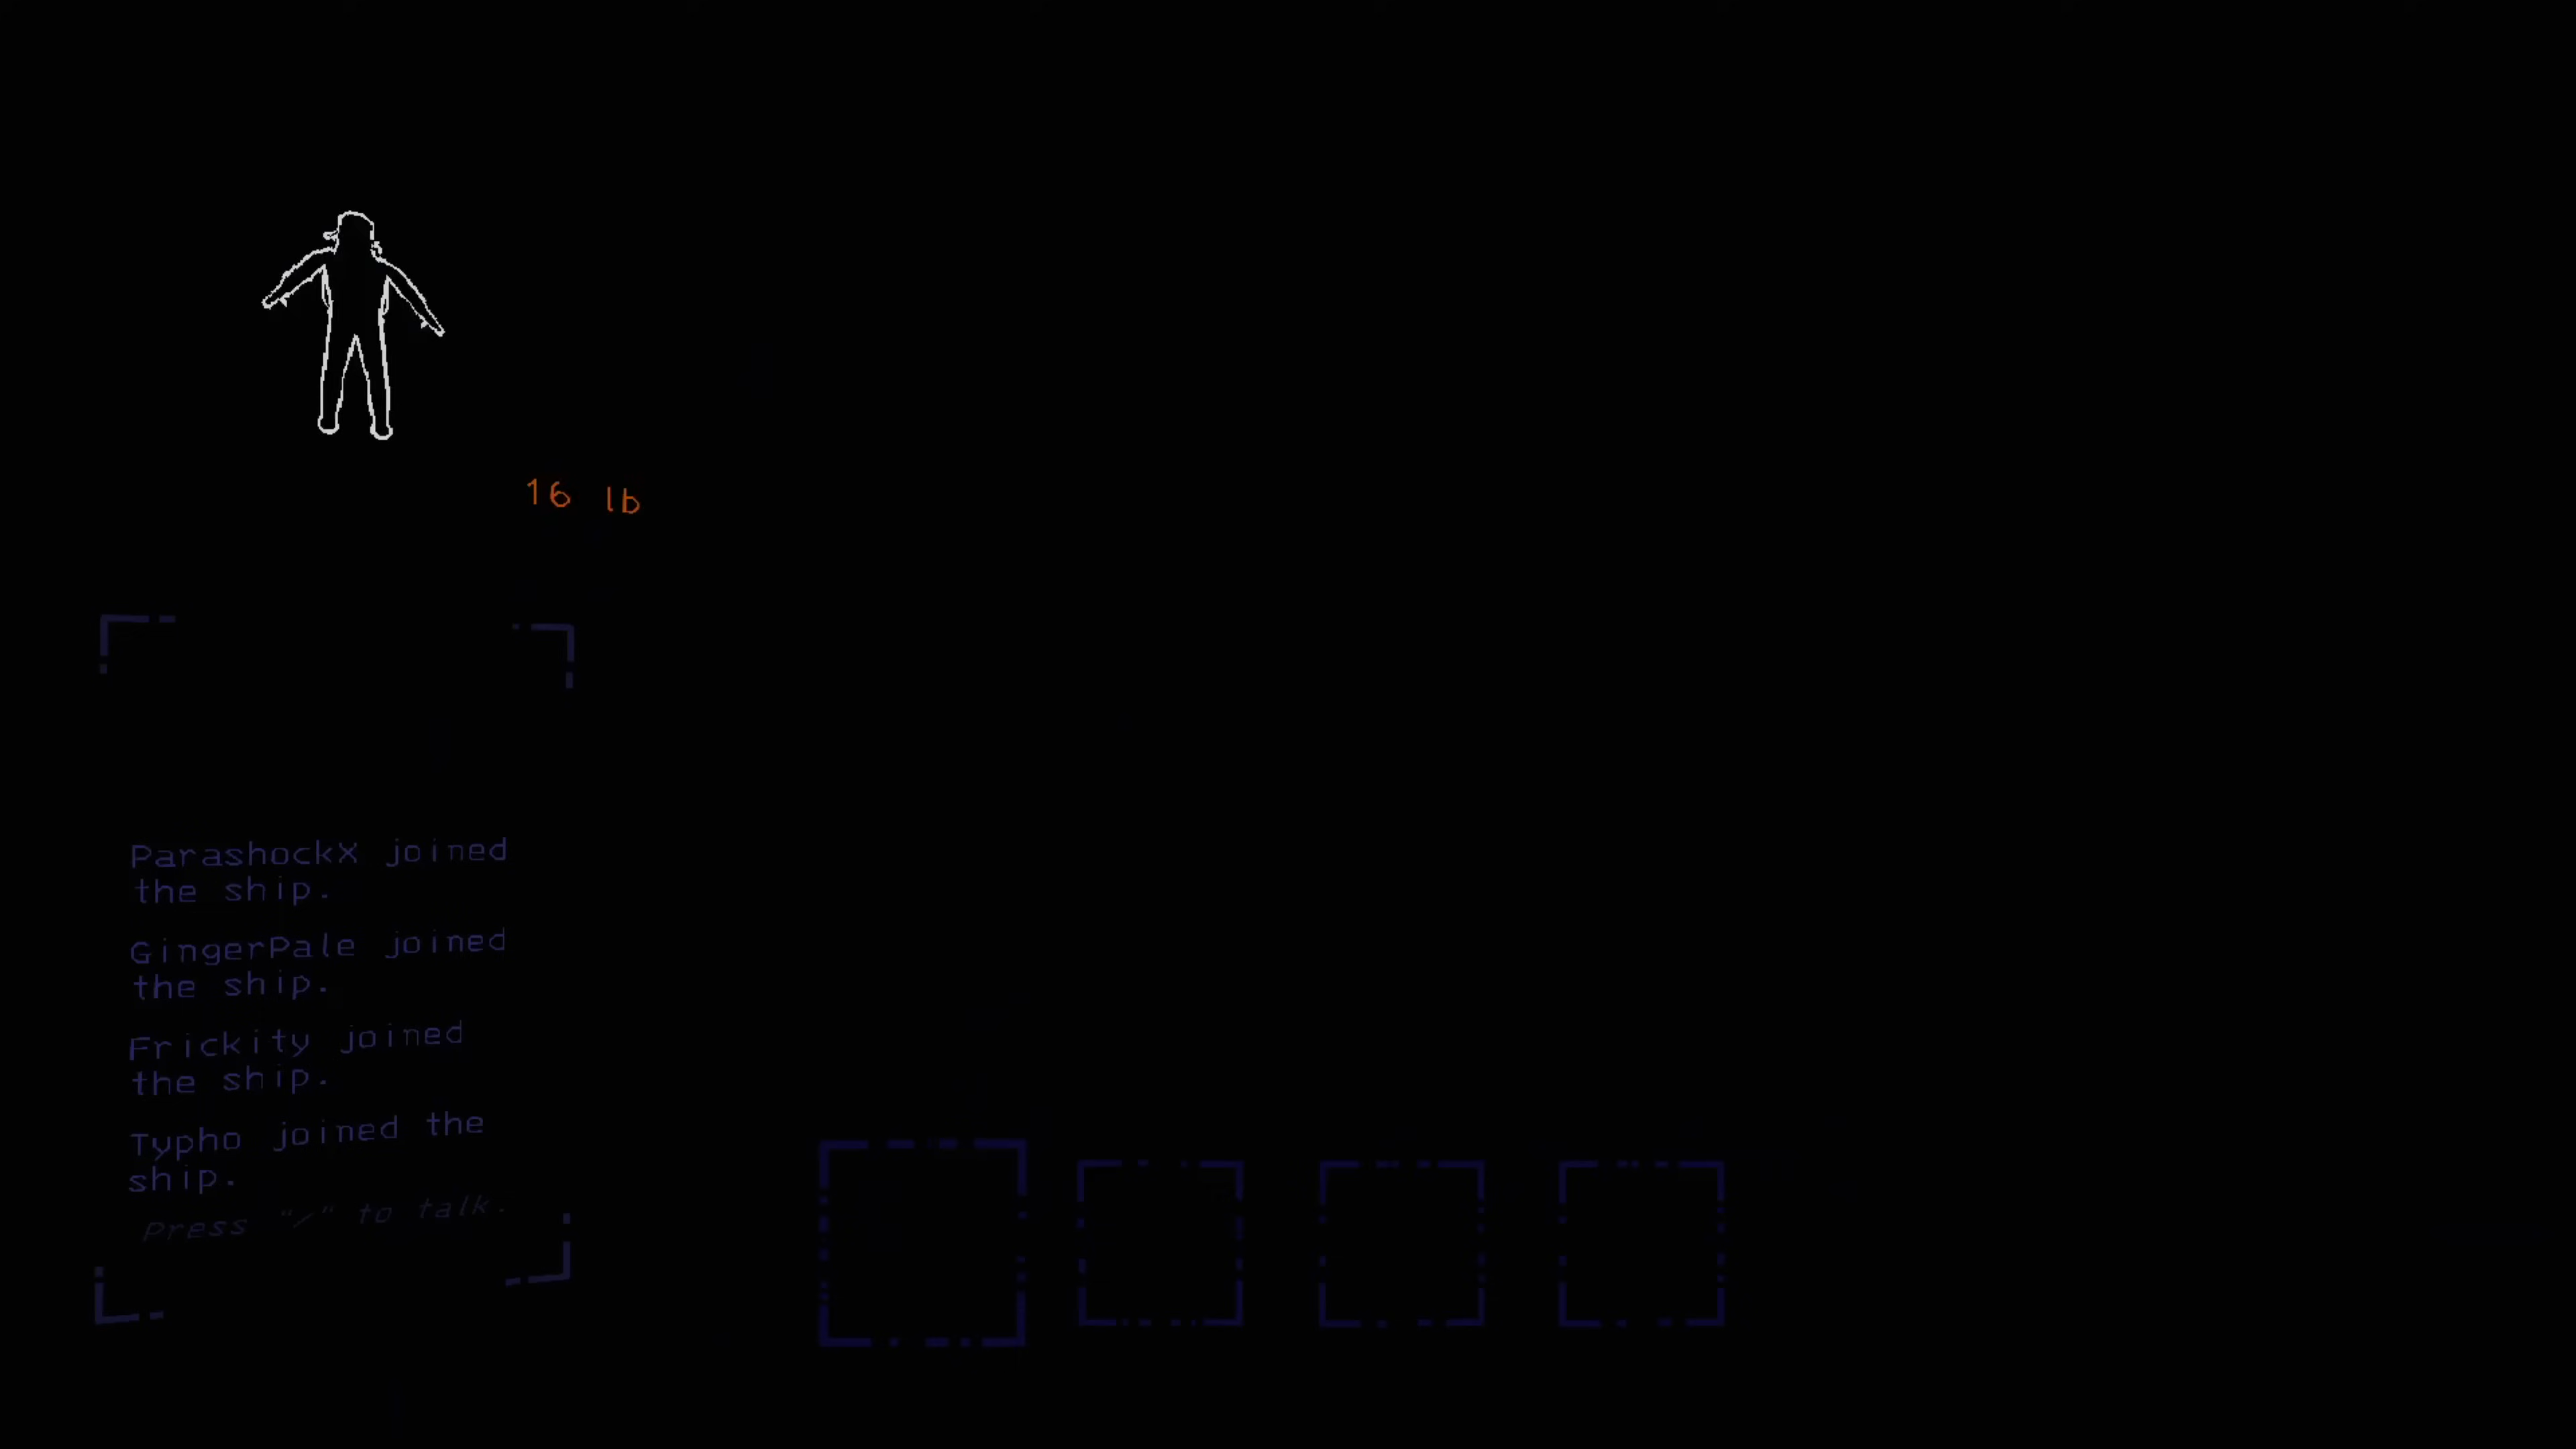 16 lb
ParashockX joined
the ship.
GingerPale joined
the ship.
Frickity joined
the ship.
Typho joined the
ship.
Press "/" to talk.